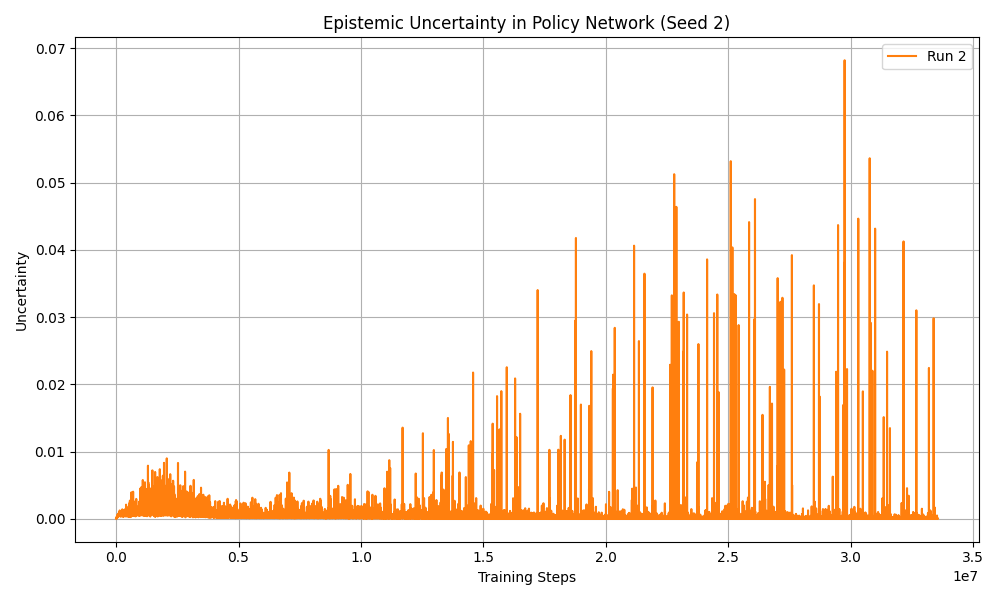 Epistemic Uncertainty in Policy Network (Seed 2)
Run 2
Uncertainty
0.07
0.06
0.05
0.04
0.03
0.02
0.01
0.00
0.0 0.5 1.0 1.5 2.0 2.5 3.0 3.5
1e7
Training Steps